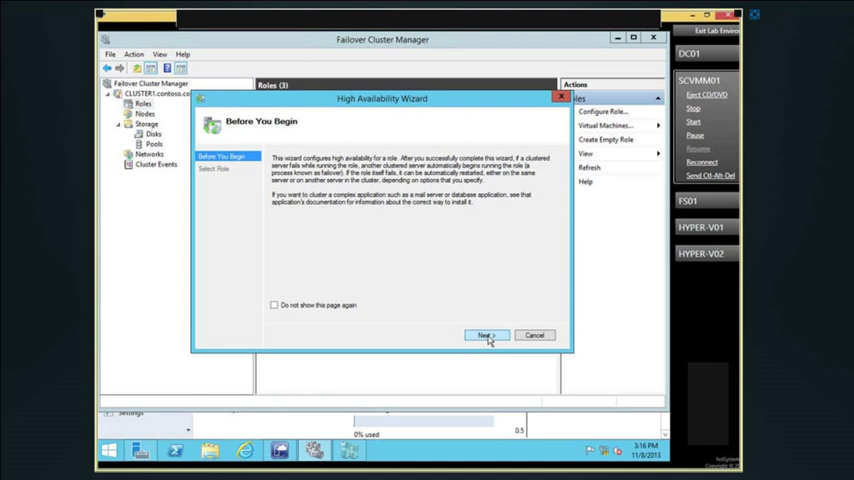 Exit Lab Enviro
Failover Cluster Manager
File Action View Help
DC01
SCVMM01
Eject CD/DVD
Stop
Start
Pause
Resume
Reconnect
Send Ctl-Alt-Del
FS01
HYPER-V01
HYPER-V02
Failover Cluster Manager
CLUSTER1.contoso.co
Roles
Nodes
Storage
Disks
Pools
Networks
Cluster Events
Roles (3)
Actions
les
Configure Role...
Virtual Machines...
Create Empty Role
View
Refresh
Help
High Availability Wizard
Before You Begin
Before You Begin
Select Role
This wizard configures high availability for a role. After you successfully complete this wizard, if a clustered
server fails while running the role, another clustered server automatically begins running the role (a
process known as failover). If the role itself fails, it can be automatically restarted, either on the same
server or on another server in the cluster, depending on options that you specify.
If you want to cluster a complex application such as a mail server or database application, see that
application's documentation for information about the correct way to install it.
Do not show this page again
Next >
Cancel
Settings
0% used
0.5
3:16 PM
11/8/2013